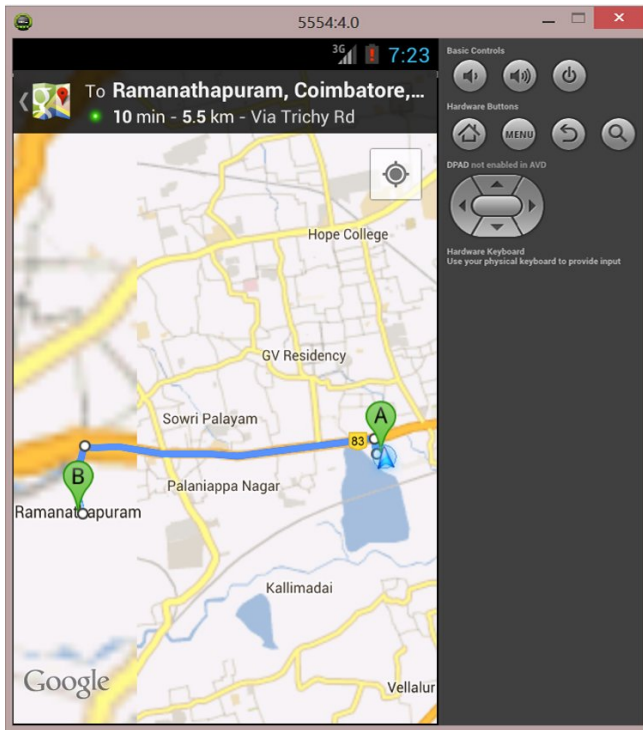 5554:4.0
3G
7:23
To Ramanathapuram, Coimbatore,...
10 min - 5.5 km - Via Trichy Rd
Hope College
GV Residency
A
Sowri Palayam
83
B
Palaniappa Nagar
Ramanathapuram
Kallimadai
Google
Vellalur
Basic Controls
Hardware Buttons
MENU
DPAD not enabled in AVD
Hardware Keyboard
Use your physical keyboard to provide input